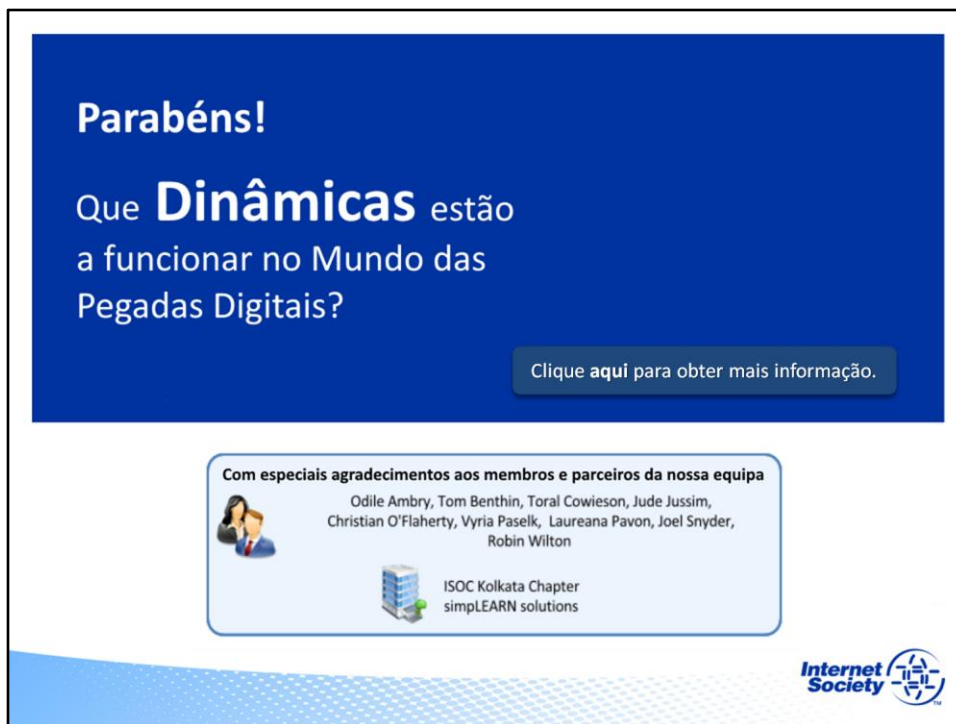 Parabéns!
Que Dinâmicas estão
a funcionar no Mundo das
Pegadas Digitais?
Clique aqui para obter mais informação.
Com especiais agradecimentos aos membros e parceiros da nossa equipa
Odile Ambry, Tom Benthin, Toral Cowieson, Jude Jussim,
Christian O'Flaherty, Vyria Paselk, Laureana Pavon, Joel Snyder,
Robin Wilton
ISOC Kolkata Chapter
simpLEARN solutions
Internet
Society
TM